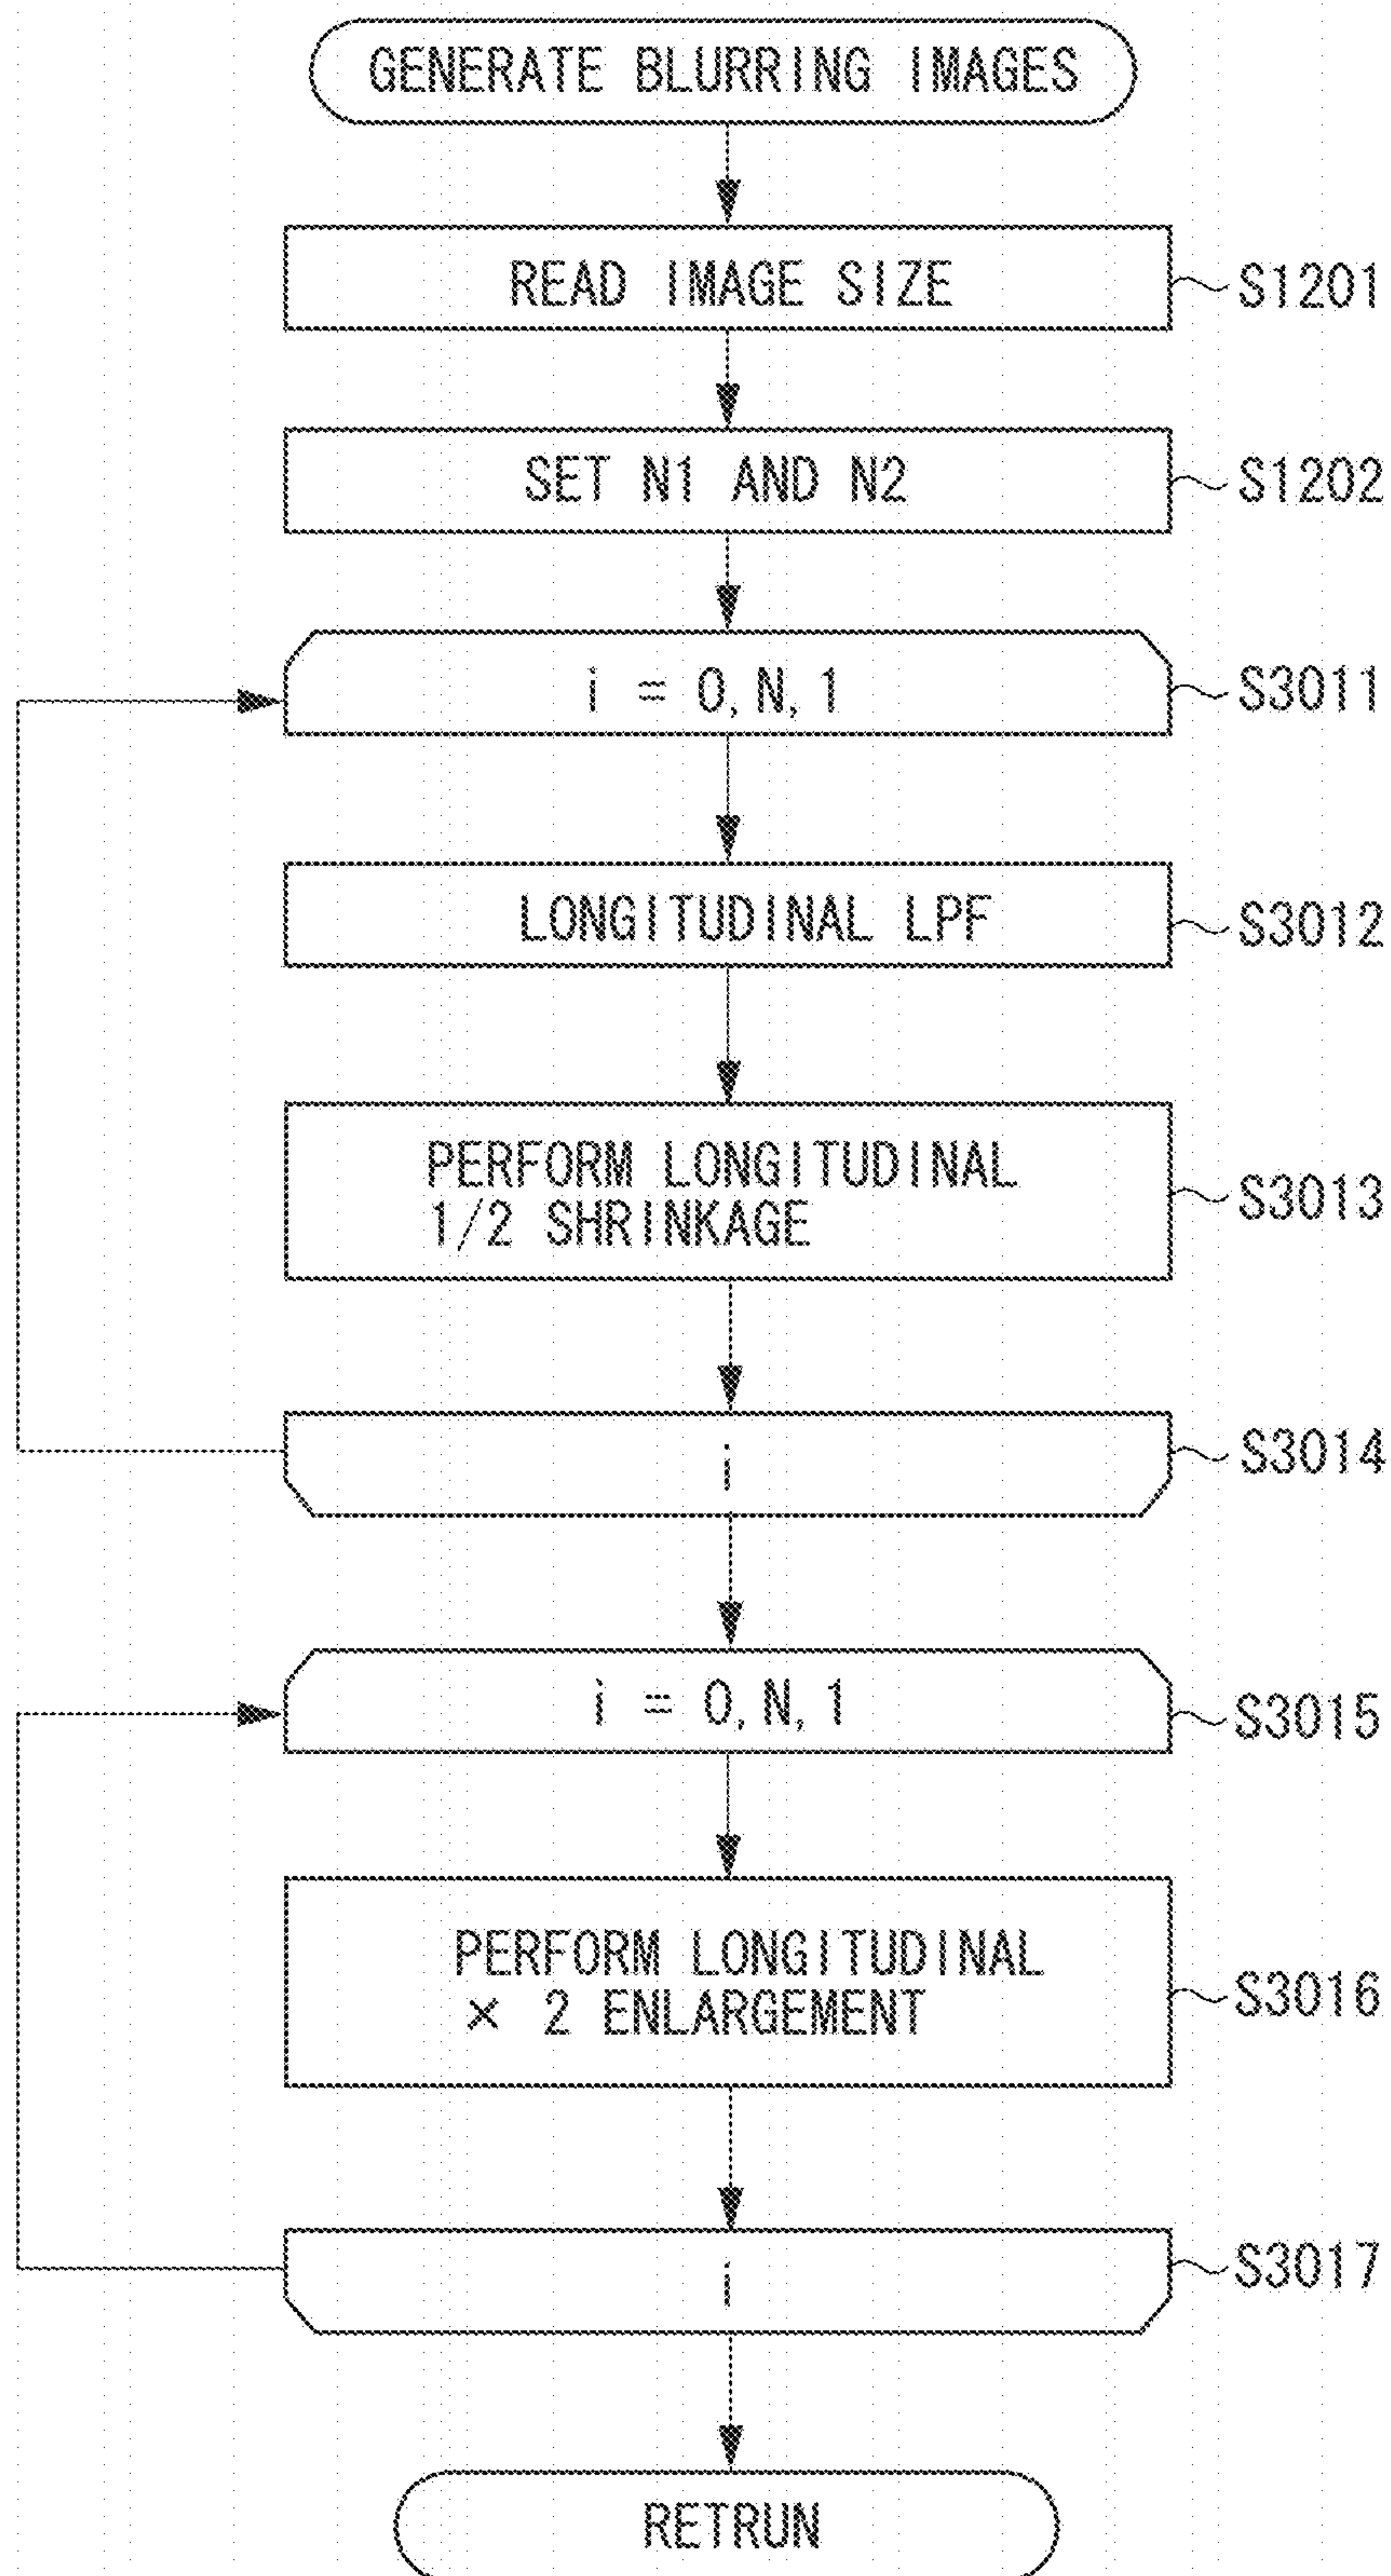 GENERATE BLURRING IMAGES
READ IMAGE SIZE
S1201
SET N1 AND N2
S1202
i = 0, N, 1
S3011
LONGITUDINAL LPF
S3012
PERFORM LONGITUDINAL
1/2 SHRINKAGE
S3013
i
S3014
i = 0, N, 1
S3015
PERFORM LONGITUDINAL
× 2 ENLARGEMENT
S3016
i
S3017
RETRUN